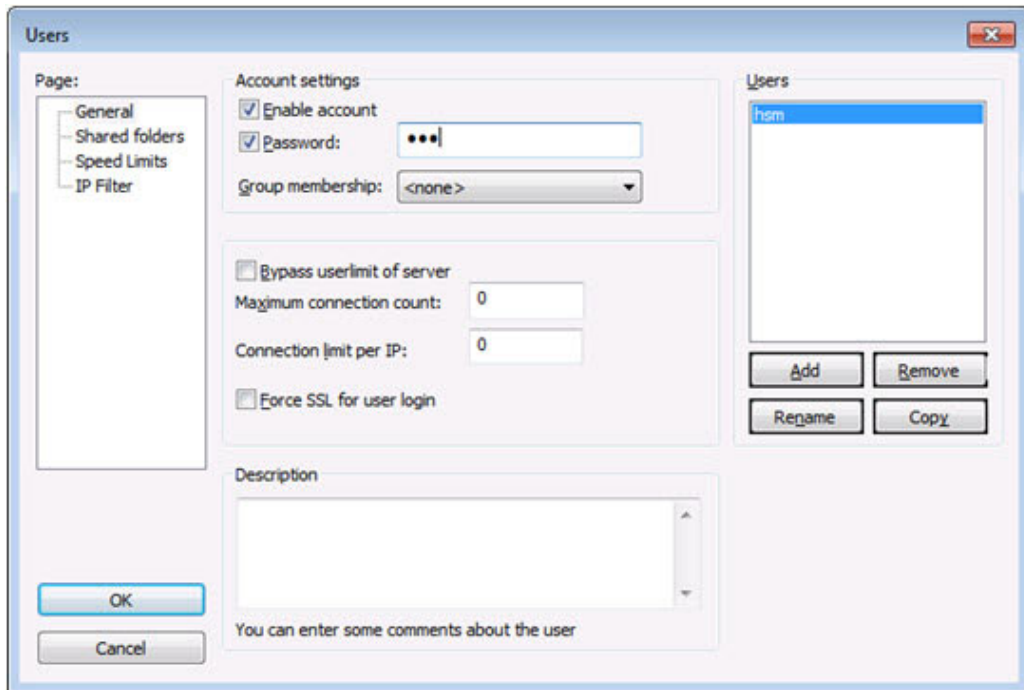 Users
Page:
General
Shared folders
Speed Limits
IP Filter
OK
Cancel
Account settings
Enable account
Password: •••
Group membership: <none>
Bypass userlimit of server
Maximum connection count: 0
Connection limit per IP: 0
Force SSL for user login
Description
You can enter some comments about the user
Users
hsm
Add Remove
Rename Copy